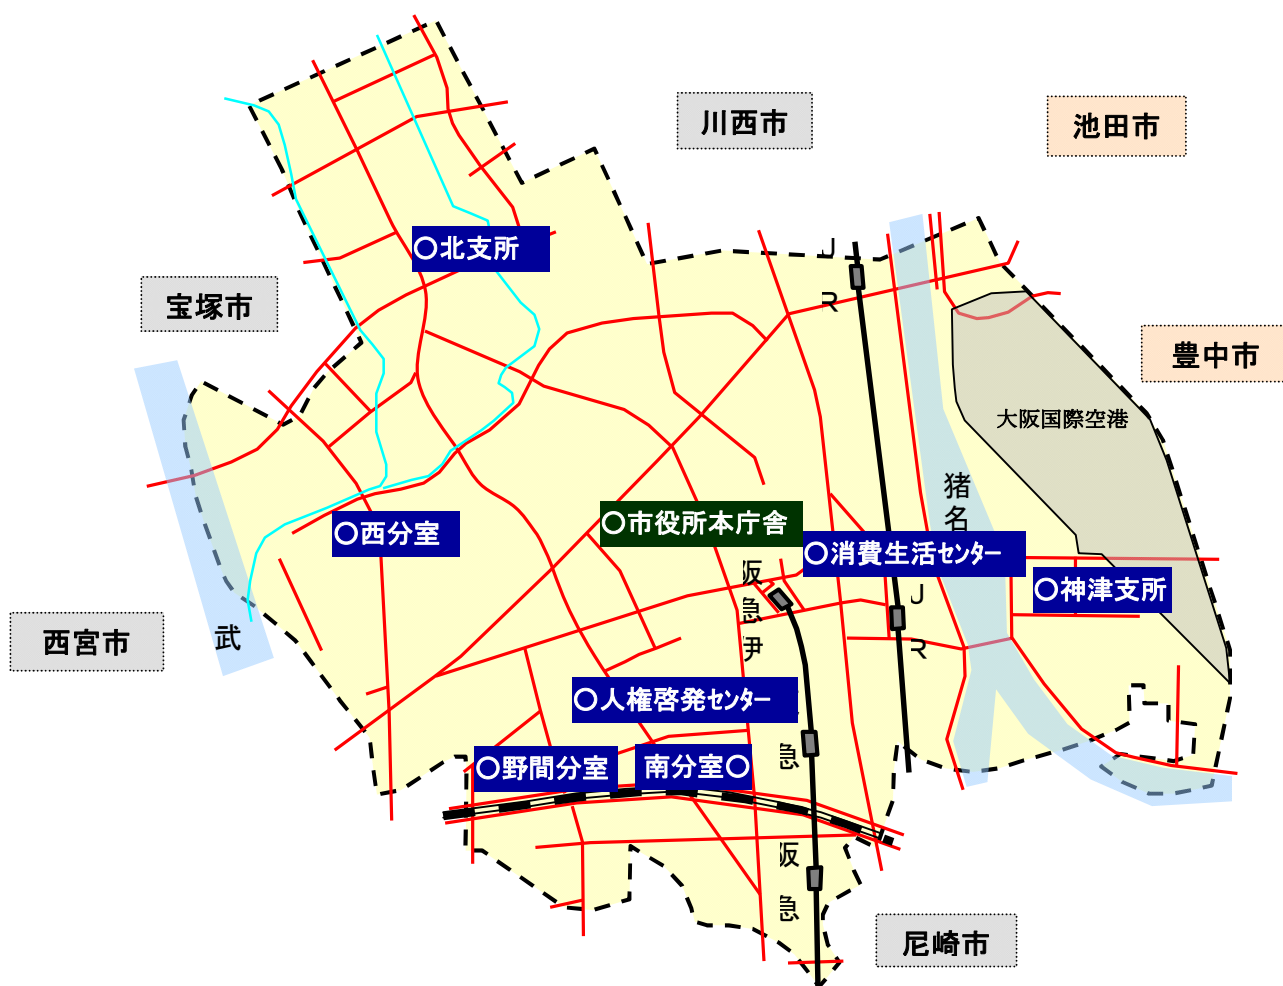 川西市
池田市
J
R
〇北支所
宝塚市
豊中市
大阪国際空港
猪
名
〇市役所本庁舎
〇西分室
〇消費生活センター
阪
急
伊
〇神津支所
J
R
西宮市
武
〇人権啓発センター
急
〇野間分室
南分室〇
阪
急
尼崎市